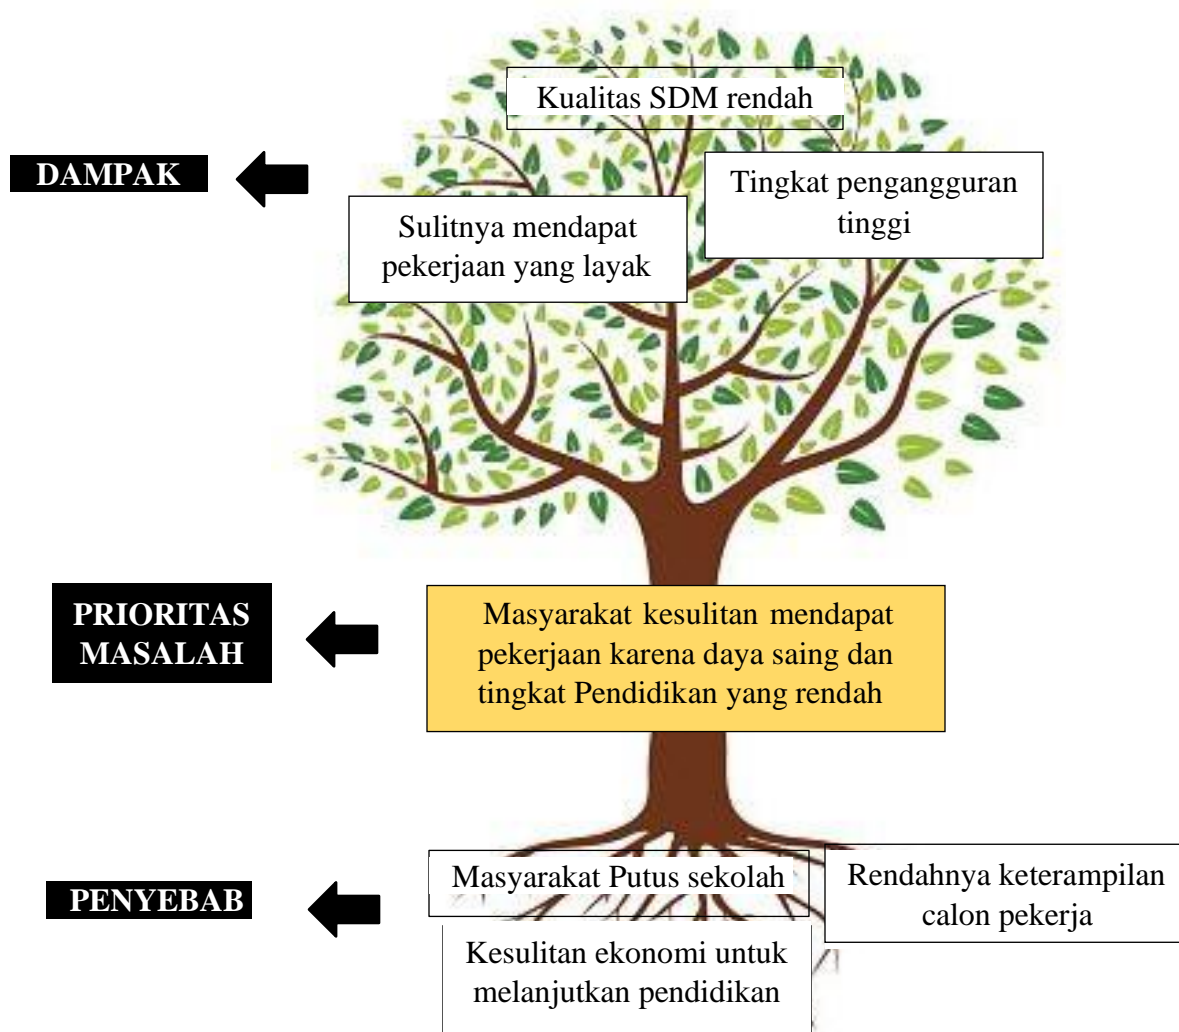 Kualitas SDM rendah
DAMPAK
Tingkat pengangguran
tinggi
Sulitnya mendapat
pekerjaan yang layak
PRIORITAS
MASALAH
Masyarakat kesulitan mendapat
pekerjaan karena daya saing dan
tingkat Pendidikan yang rendah
PENYEBAB
Masyarakat Putus sekolah
Rendahnya keterampilan
calon pekerja
Kesulitan ekonomi untuk
melanjutkan pendidikan